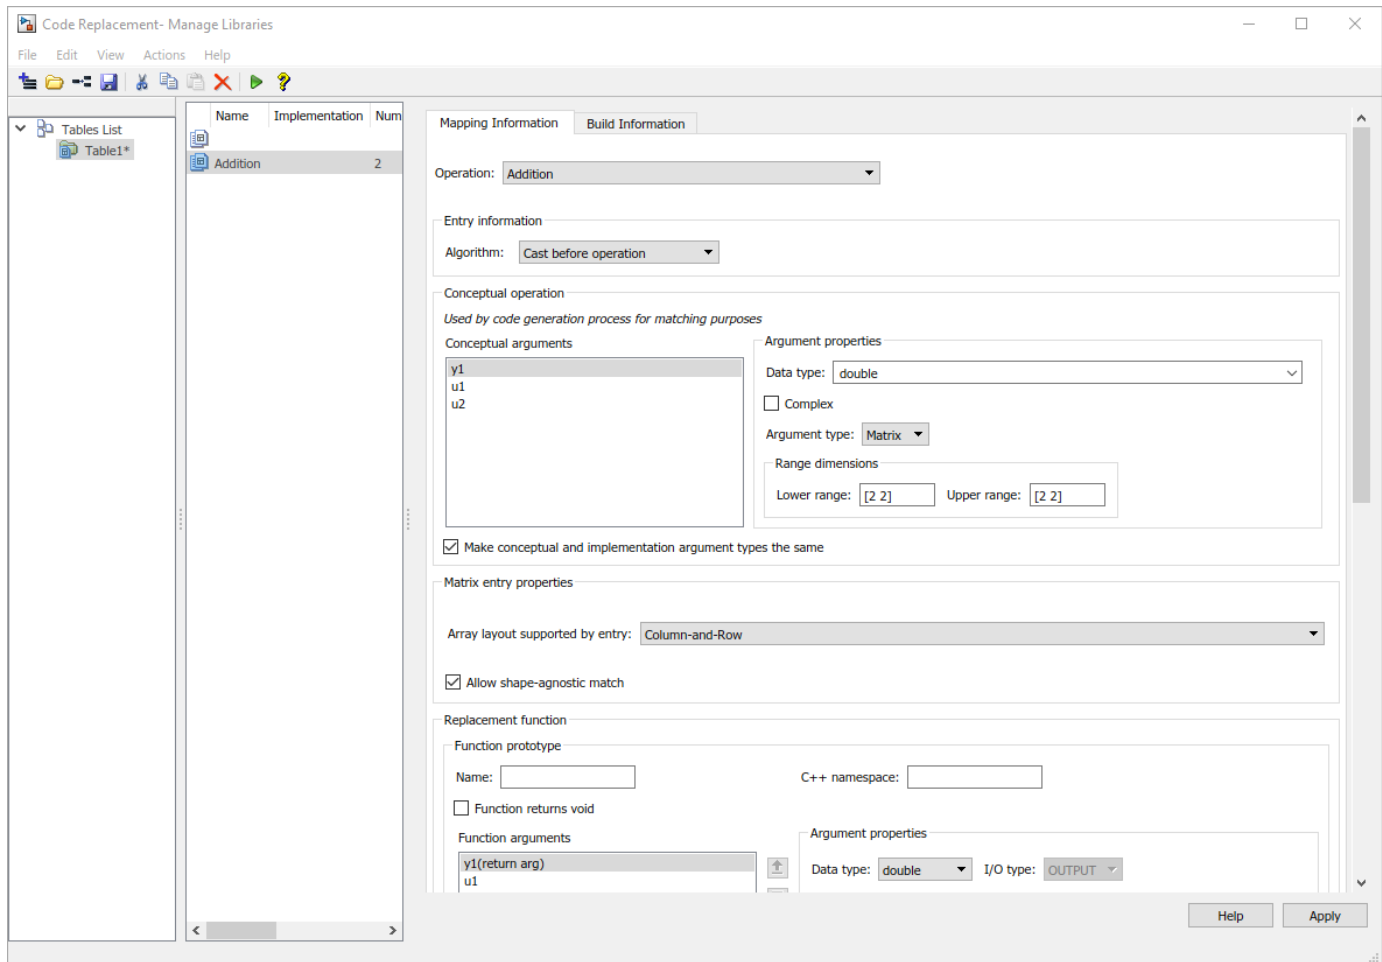 Code Replacement- Manage Libraries
File Edit View Actions Help
Tables List
Table1*
Name Implementation Num
Addition 2
Mapping Information Build Information
Operation: Addition
Entry information
Algorithm: Cast before operation
Conceptual operation
Used by code generation process for matching purposes
Conceptual arguments
y1
u1
u2
Argument properties
Data type: double
Complex
Argument type: Matrix
Range dimensions
Lower range: [2 2] Upper range: [2 2]
Make conceptual and implementation argument types the same
Matrix entry properties
Array layout supported by entry: Column-and-Row
Allow shape-agnostic match
Replacement function
Function prototype
Name: C++ namespace:
Function returns void
Function arguments
y1(return arg)
u1
Argument properties
Data type: double I/O type: OUTPUT
Help Apply